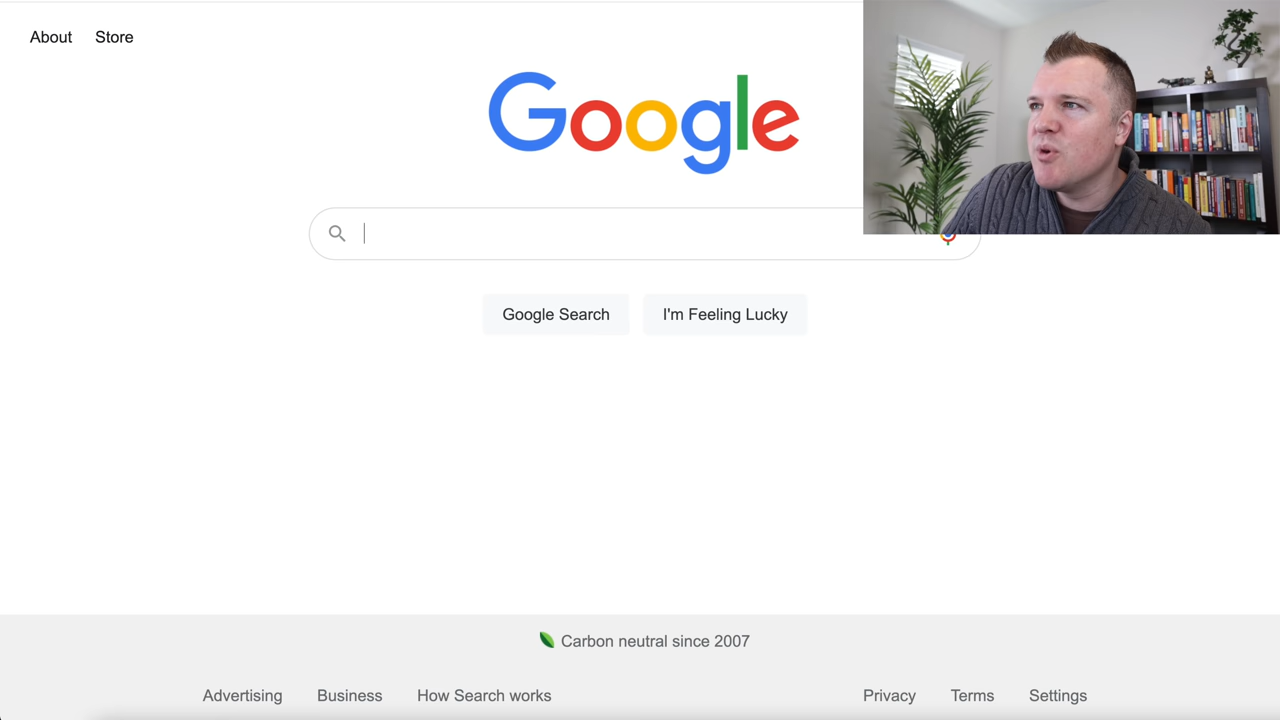 About Store
Google
Google Search I'm Feeling Lucky
Carbon neutral since 2007
Advertising Business How Search works Privacy Terms Settings